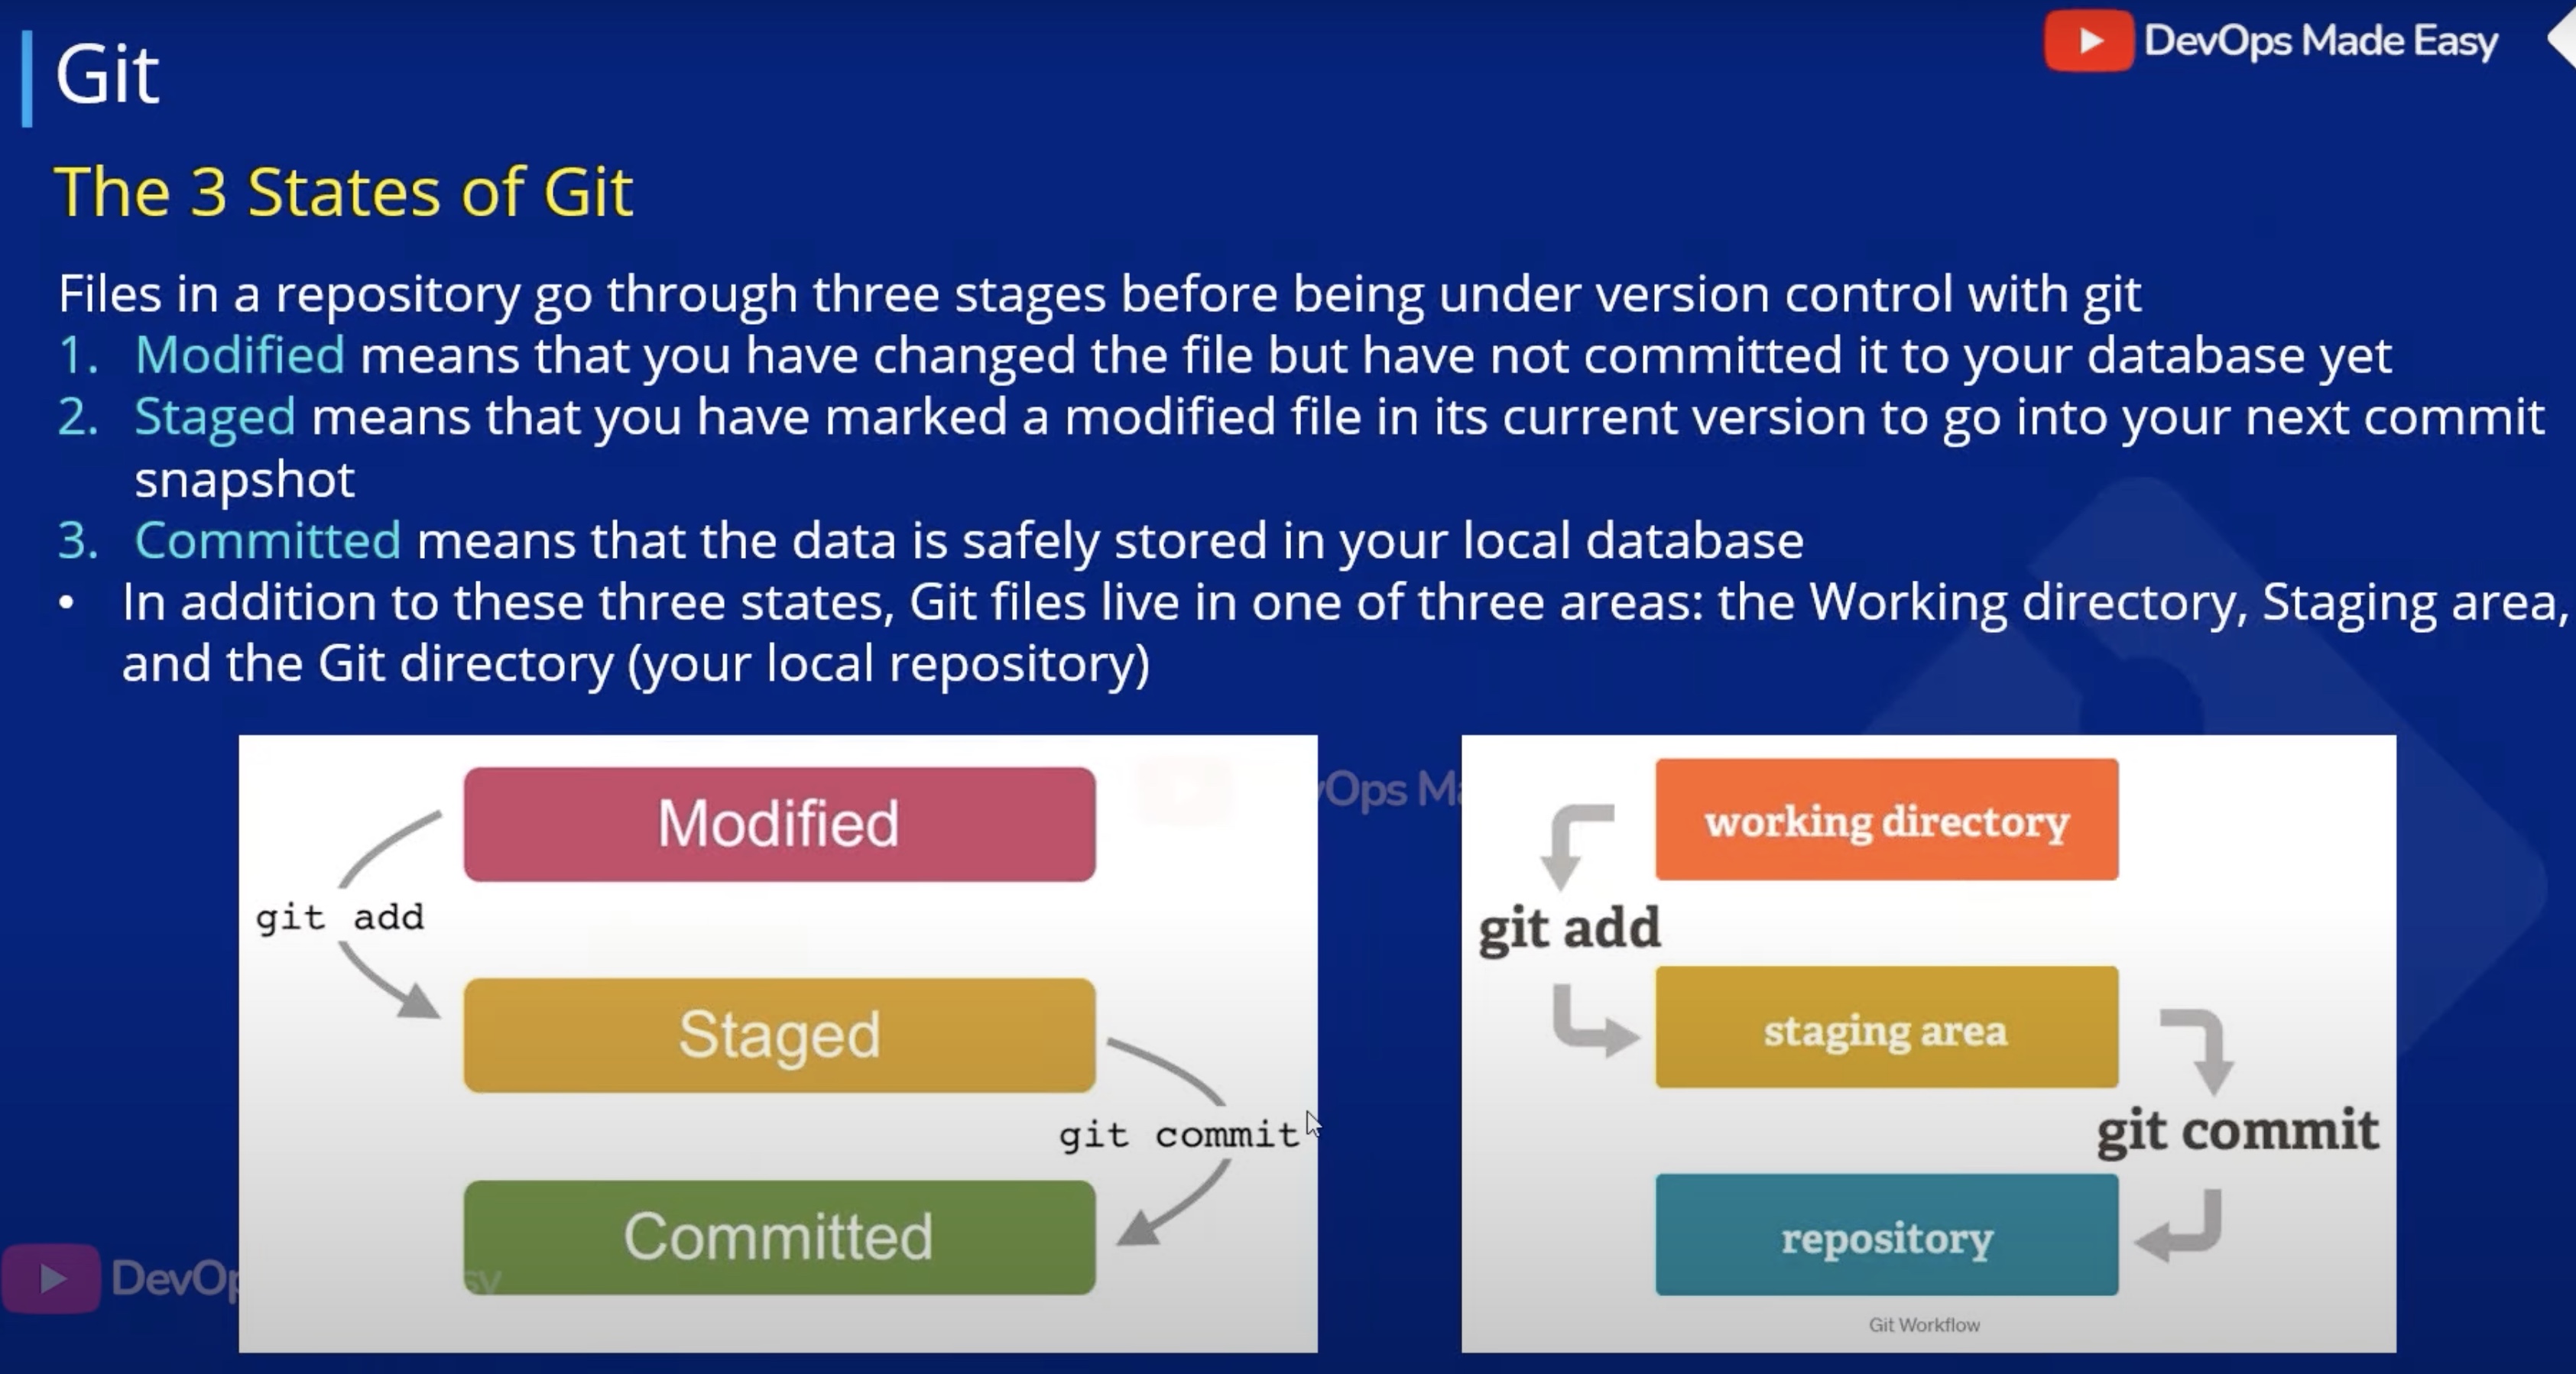 Git
DevOps Made Easy
The 3 States of Git
Files in a repository go through three stages before being under version control with git
1. Modified means that you have changed the file but have not committed it to your database yet
2. Staged means that you have marked a modified file in its current version to go into your next commit
snapshot
3. Committed means that the data is safely stored in your local database
• In addition to these three states, Git files live in one of three areas: the Working directory, Staging area,
and the Git directory (your local repository)
Modified
git add
Staged
git commit
Committed
working directory
git add
staging area
git commit
repository
Git Workflow